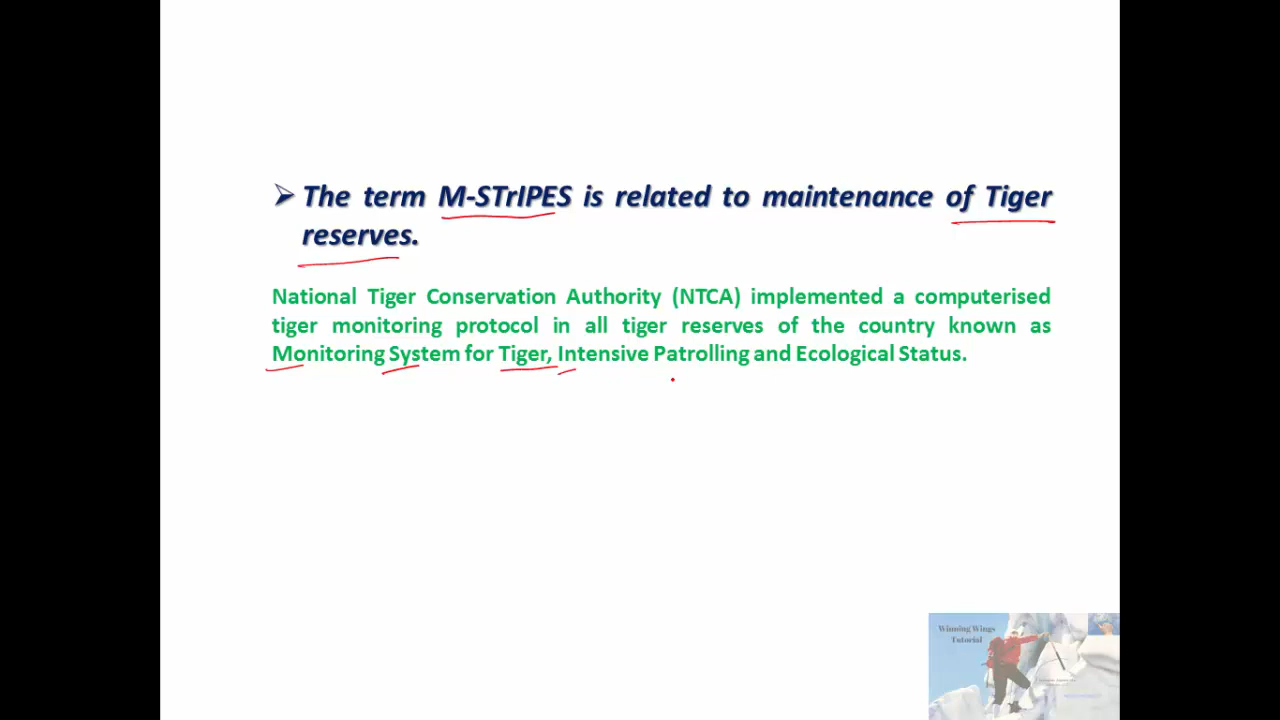 The term M-STrIPES is related to maintenance of Tiger
reserves.
National Tiger Conservation Authority (NTCA) implemented a computerised
tiger monitoring protocol in all tiger reserves of the country known as
Monitoring System for Tiger, Intensive Patrolling and Ecological Status.
Winning Wings
Tutorial